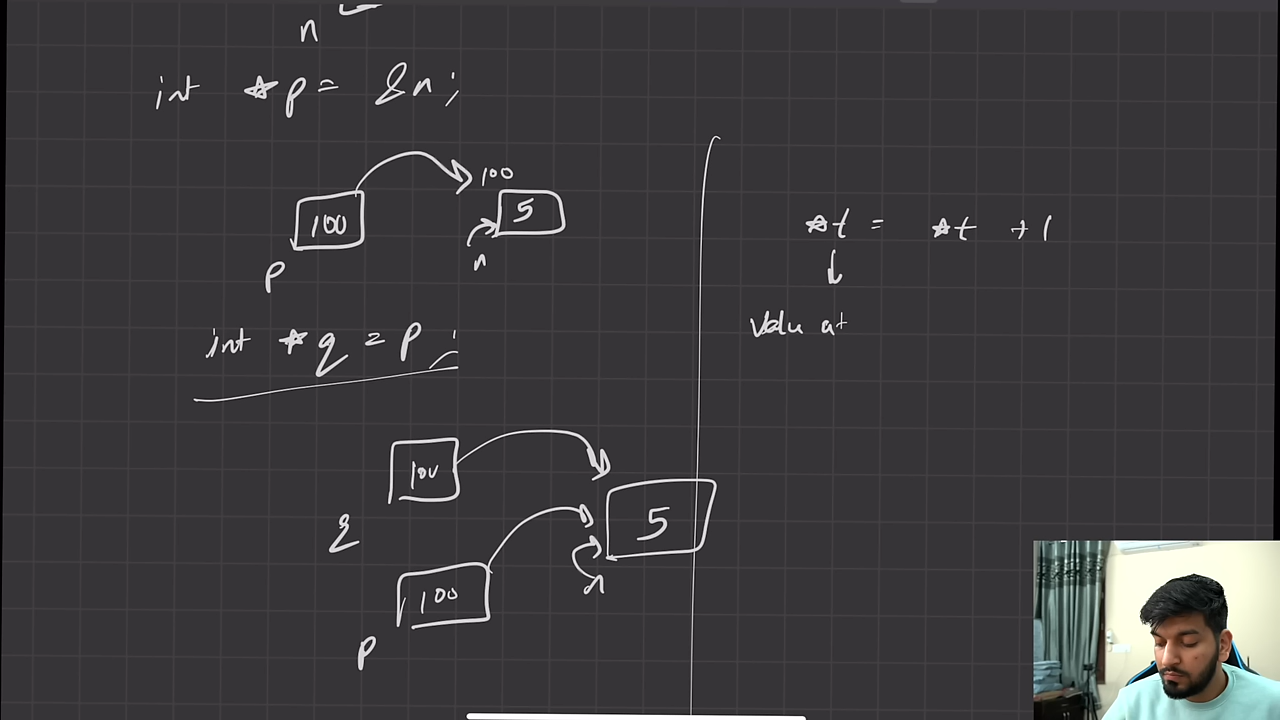 n
int *p = &n;
100
100
5
p
n
int *q = p ;
100
5
q
100
n
p
*t = *t + 1
Valu at